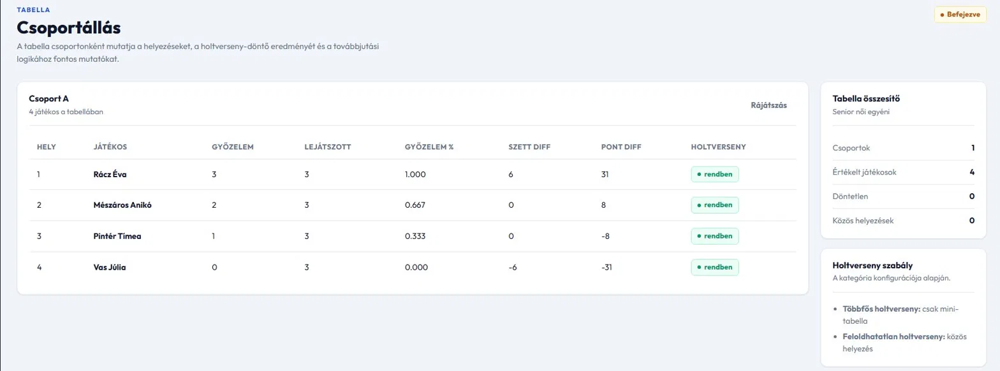 TABELLA
Csoportállás
A tabella csoportonként mutatja a helyezéseket, a holtverseny-döntő eredményét és a továbbjutási
logikához fontos mutatókat.
Befejezve
Csoport A
4 játékos a tabellában
Rájátszás
HELY JÁTÉKOS GYŐZELEM LEJÁTSZOTT GYŐZELEM % SZETT DIFF PONT DIFF HOLTVERSENY
1 Rácz Éva 3 3 1.000 6 31 rendben
2 Mészáros Anikó 2 3 0.667 0 8 rendben
3 Pintér Tímea 1 3 0.333 0 -8 rendben
4 Vas Júlia 0 3 0.000 -6 -31 rendben
Tabella összesítő
Senior női egyéni
Csoportok 1
Értékelt játékosok 4
Döntetlen 0
Közös helyezések 0
Holtverseny szabály
A kategória konfigurációja alapján.
Többfős holtverseny: csak mini-
tabella
Feloldhatatlan holtverseny: közös
helyezés